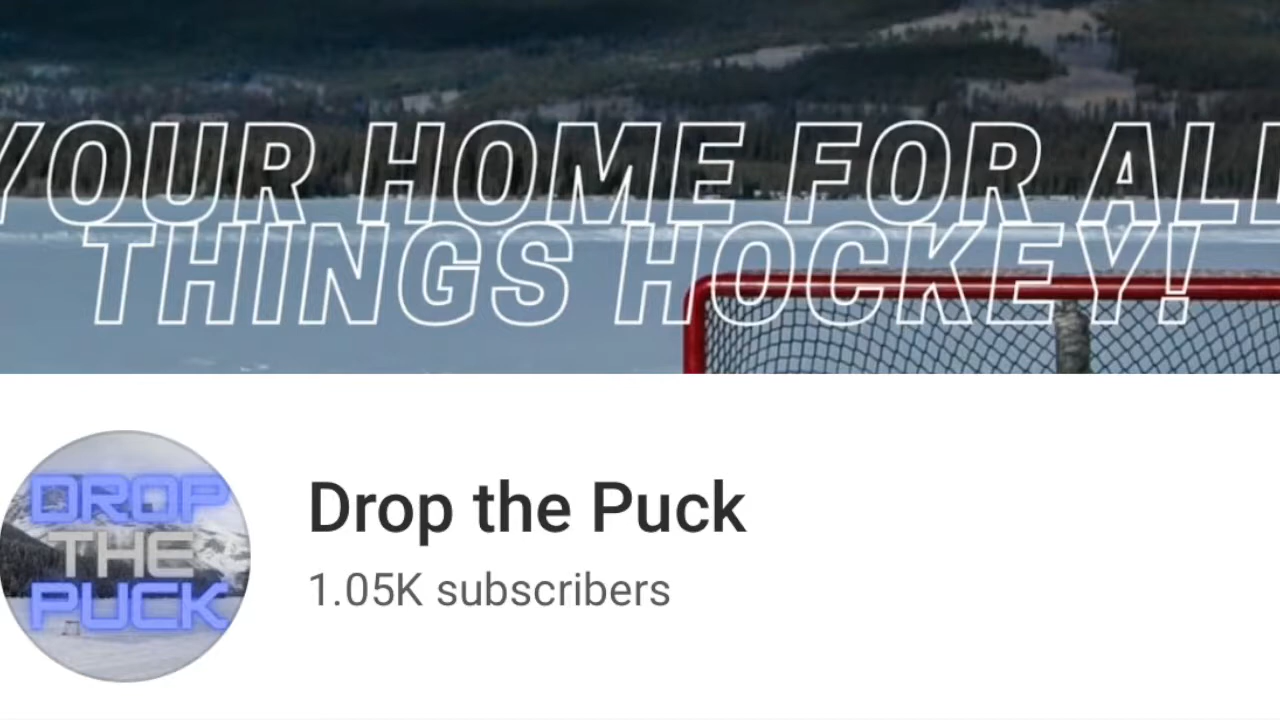 YOUR HOME FOR ALL
THINGS HOCKEY!
DROP
THE
PUCK
Drop the Puck
1.05K subscribers